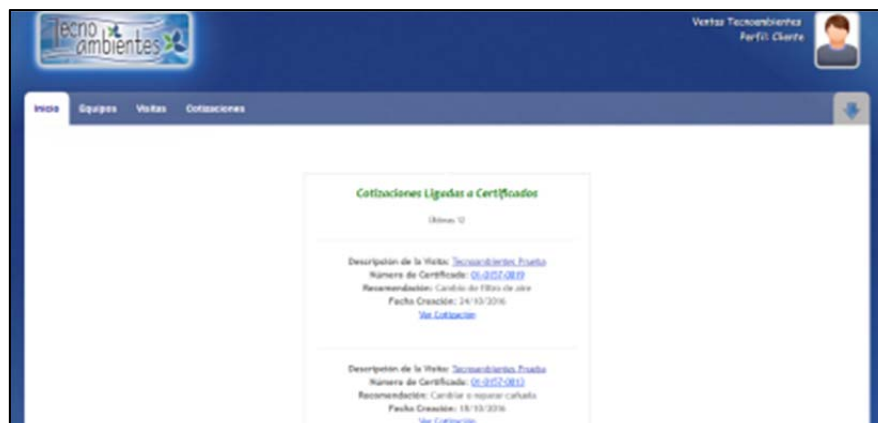 Tecno
ambientes
Ventas Tecnoambientes
Perfil: Cliente
Inicio Equipos Visitas Cotizaciones
Cotizaciones Ligadas a Certificados
Últimas 12
Descripción de la Visita: Tecnoambientes Prueba
Número de Certificado: 01-0157-0819
Recomendación: Cambio de filtro de aire
Fecha Creación: 24/10/2016
Ver Cotización
Descripción de la Visita: Tecnoambientes Prueba
Número de Certificado: 01-0157-0813
Recomendación: Cambiar o reparar cañuela
Fecha Creación: 18/10/2016
Ver Cotización